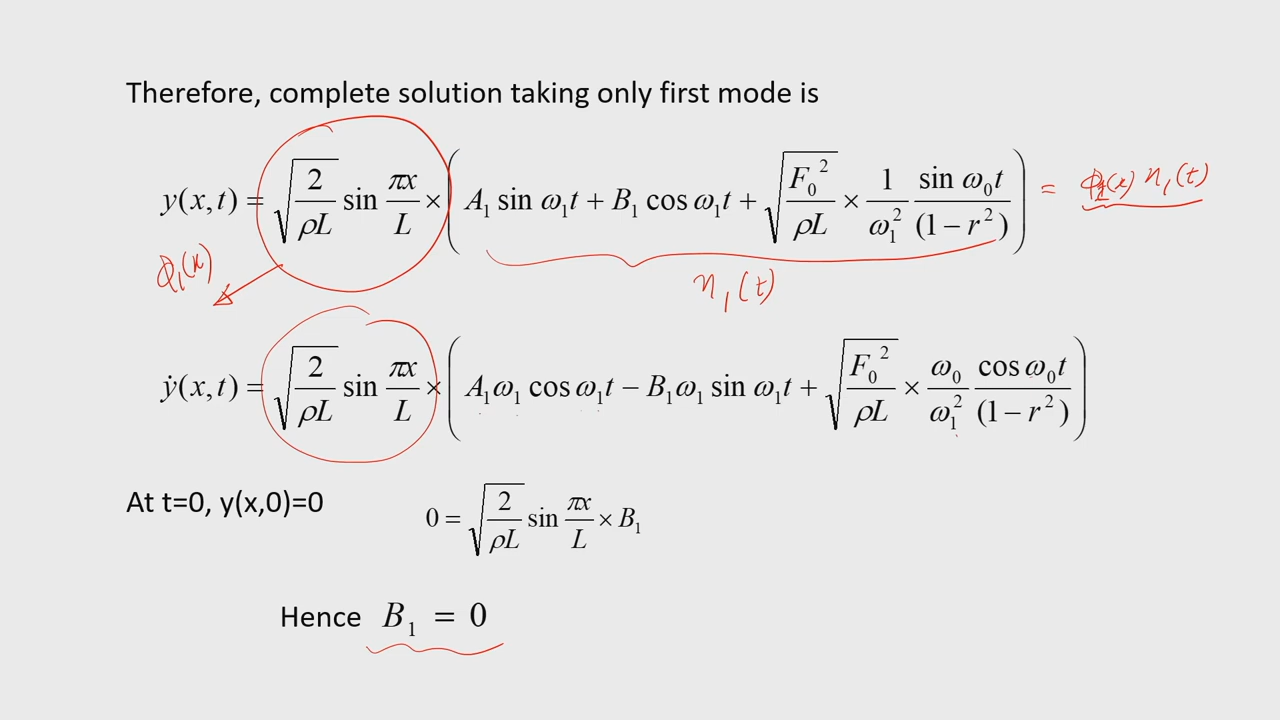 Therefore, complete solution taking only first mode is
y(x,t) = √(2/ρL) sin πx/L × ( A₁ sin ω₁t + B₁ cos ω₁t + √(F₀²/ρL) × 1/ω₁² sin ω₀t/(1 − r²) ) = Φ₁(x) η₁(t)
Φ₁(x)
η₁(t)
ẏ(x,t) = √(2/ρL) sin πx/L × ( A₁ω₁ cos ω₁t − B₁ω₁ sin ω₁t + √(F₀²/ρL) × ω₀/ω₁² cos ω₀t/(1 − r²) )
At t=0, y(x,0)=0 0 = √(2/ρL) sin πx/L × B₁
Hence B₁ = 0